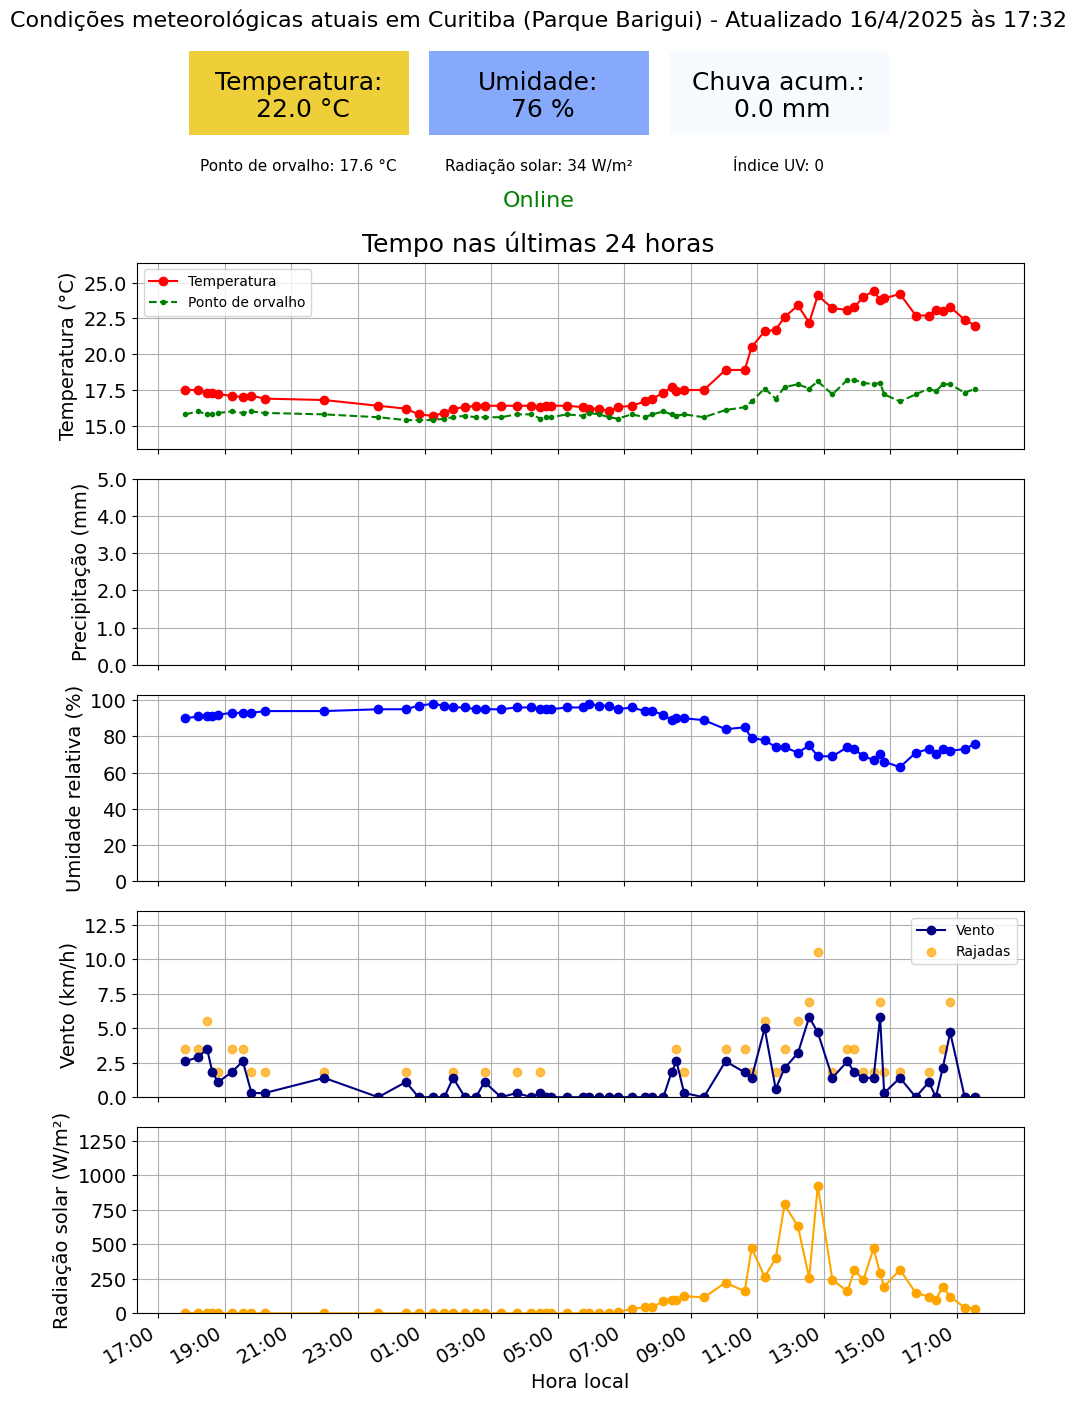 Condições meteorológicas atuais em Curitiba (Parque Barigui) - Atualizado 16/4/2025 às 17:32
Temperatura:
22.0 °C
Umidade:
76 %
Chuva acum.:
0.0 mm
Ponto de orvalho: 17.6 °C
Radiação solar: 34 W/m²
Índice UV: 0
Online
Tempo nas últimas 24 horas
Temperatura (°C)
25.0
22.5
20.0
17.5
15.0
Temperatura
Ponto de orvalho
Precipitação (mm)
5.0
4.0
3.0
2.0
1.0
0.0
Umidade relativa (%)
100
80
60
40
20
0
Vento (km/h)
12.5
10.0
7.5
5.0
2.5
0.0
Vento
Rajadas
Radiação solar (W/m²)
1250
1000
750
500
250
0
17:00
19:00
21:00
23:00
01:00
03:00
05:00
07:00
09:00
11:00
13:00
15:00
17:00
Hora local